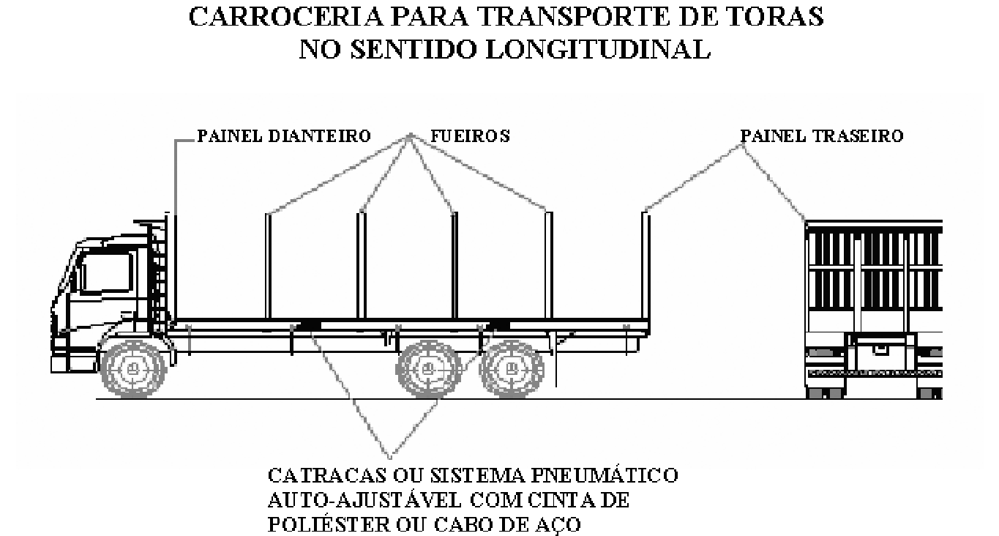 CARROCERIA PARA TRANSPORTE DE TORAS
NO SENTIDO LONGITUDINAL
PAINEL DIANTEIRO
FUEIROS
PAINEL TRASEIRO
CATRACAS OU SISTEMA PNEUMÁTICO
AUTO-AJUSTÁVEL COM CINTA DE
POLIÉSTER OU CABO DE AÇO